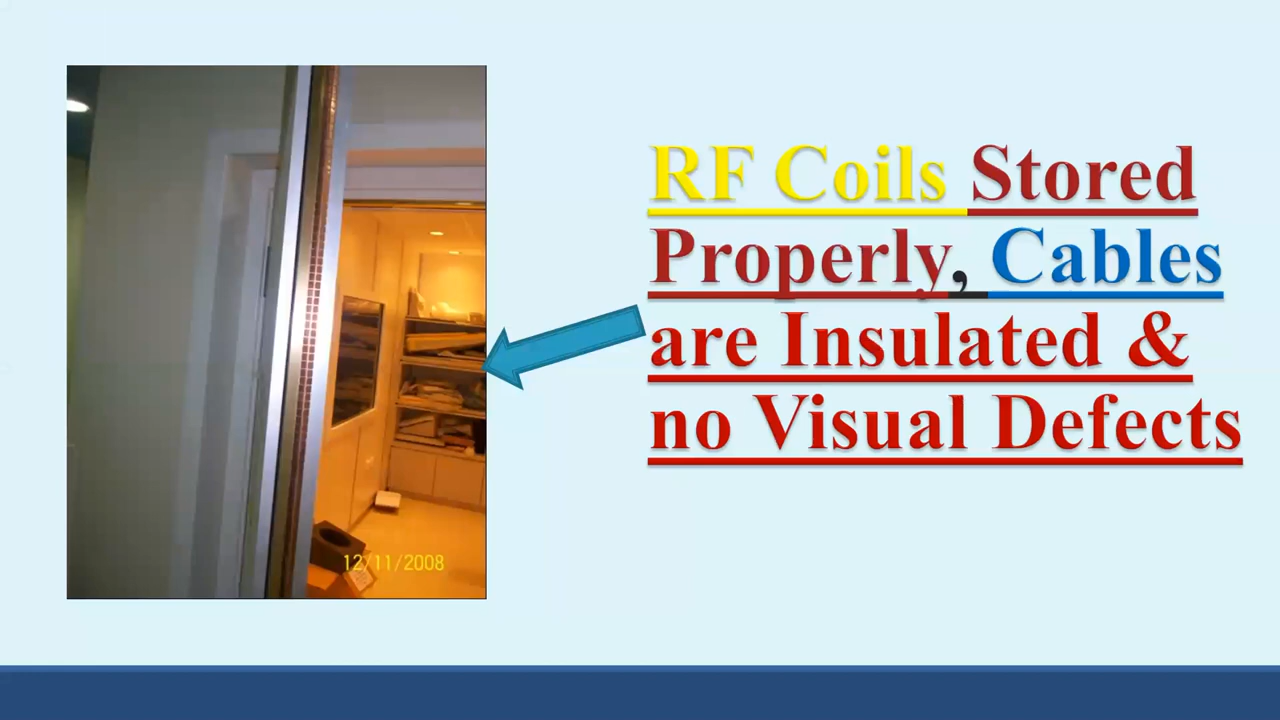 RF Coils Stored
Properly, Cables
are Insulated &
no Visual Defects
12/11/2008